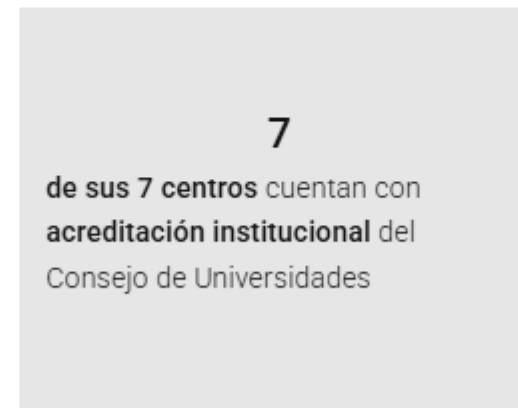 7
de sus 7 centros cuentan con
acreditación institucional del
Consejo de Universidades